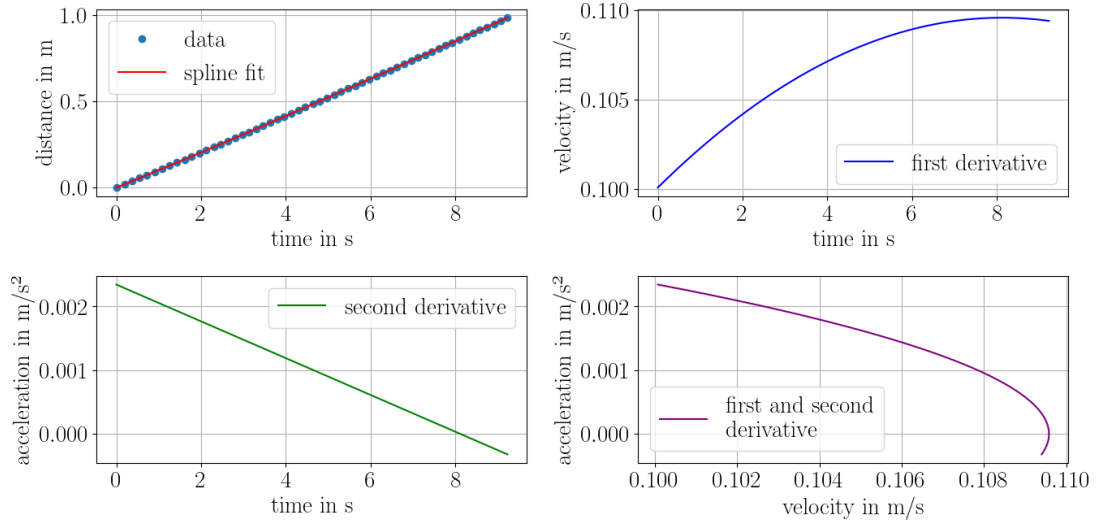 1.0
0.5
0.0
distance in m
data
spline fit
0 2 4 6 8
time in s
0.110
0.105
0.100
velocity in m/s
first derivative
0 2 4 6 8
time in s
0.002
0.001
0.000
acceleration in m/s²
second derivative
0 2 4 6 8
time in s
0.002
0.001
0.000
acceleration in m/s²
first and second
derivative
0.100 0.102 0.104 0.106 0.108 0.110
velocity in m/s